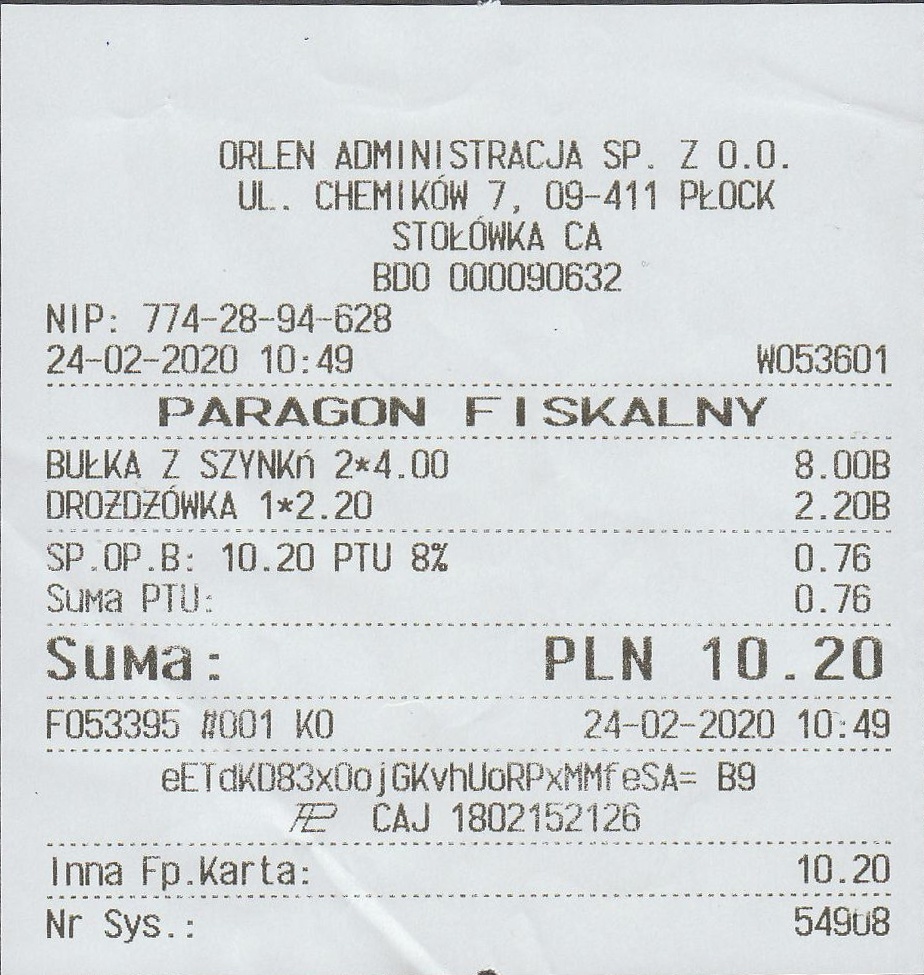 ORLEN ADMINISTRACJA SP. Z O.O.
UL. CHEMIKÓW 7, 09-411 PŁOCK
STOŁÓWKA CA
BDO 000090632
NIP: 774-28-94-628
24-02-2020 10:49 W053601
PARAGON FISKALNY
BUŁKA Z SZYNKń 2*4.00 8.00B
DROŻDŻÓWKA 1*2.20 2.20B
SP.OP.B: 10.20 PTU 8% 0.76
Suma PTU: 0.76
Suma: PLN 10.20
F053395 #001 KO 24-02-2020 10:49
eETdKD83xOojGKvhUoRPxMMfeSA= B9
CAJ 1802152126
Inna Fp.Karta: 10.20
Nr Sys.: 54908